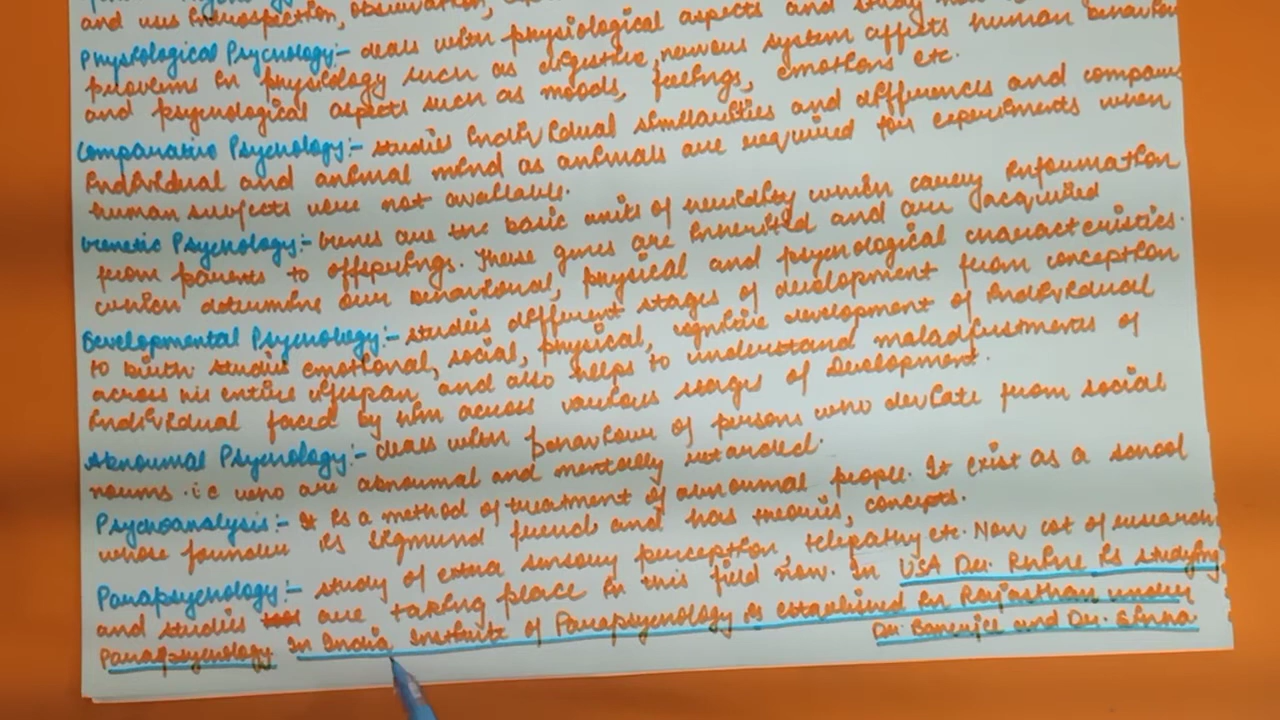 and uses introspection, observation,
Physiological Psychology:- deals with physiological aspects and study how
problems in physiology such as digestive, nervous system affects human behaviour
and psychological aspects such as moods, feelings, emotions etc.
Comparative Psychology:- studies individual similarities and differences and compare
individual and animal mind as animals are required for experiments when
human subjects were not available.
Genetic Psychology:- Genes are the basic units of heredity which carry information
from parents to offsprings. These genes are inherited and are acquired
which determine our behavioural, physical and psychological characteristics.
Developmental Psychology:- studies different stages of development from conception
to birth. studies emotional, social, physical, cognitive development of individual
across his entire lifespan and also helps to understand maladjustments of
individual faced by him across various stages of Development.
Abnormal Psychology:- deals with behaviour of persons who deviate from social
norms. i.e who are abnormal and mentally retarded.
Psychoanalysis:- It is a method of treatment of abnormal people. It exist as a school
whose founder is Sigmund freud and has theories, concepts.
Parapsychology:- study of extra sensory perception, telepathy etc. Now lot of research
and studies are taking place in this field now. In USA Dr. Rhine is studying
Parapsychology In India Institute of Parapsychology is established in Rajasthan under
Dr. Banerjee and Dr. Sinha